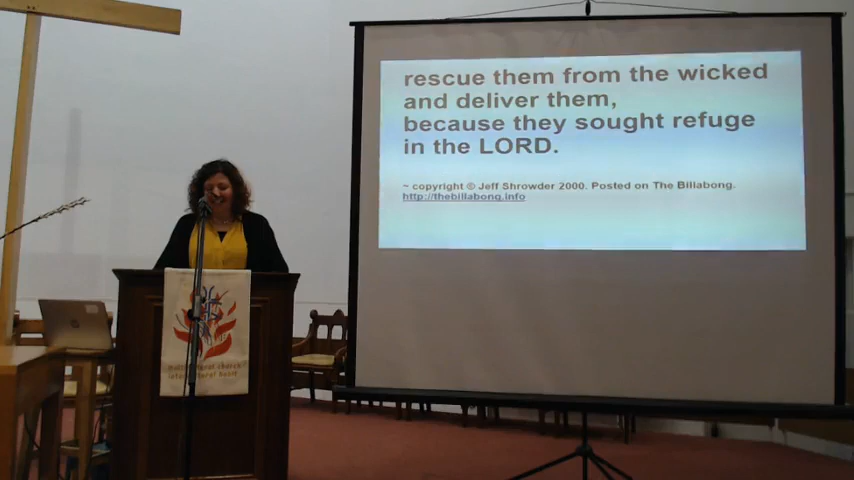 rescue them from the wicked
and deliver them,
because they sought refuge
in the LORD.
~ copyright © Jeff Shrowder 2000. Posted on The Billabong.
http://thebillabong.info
church